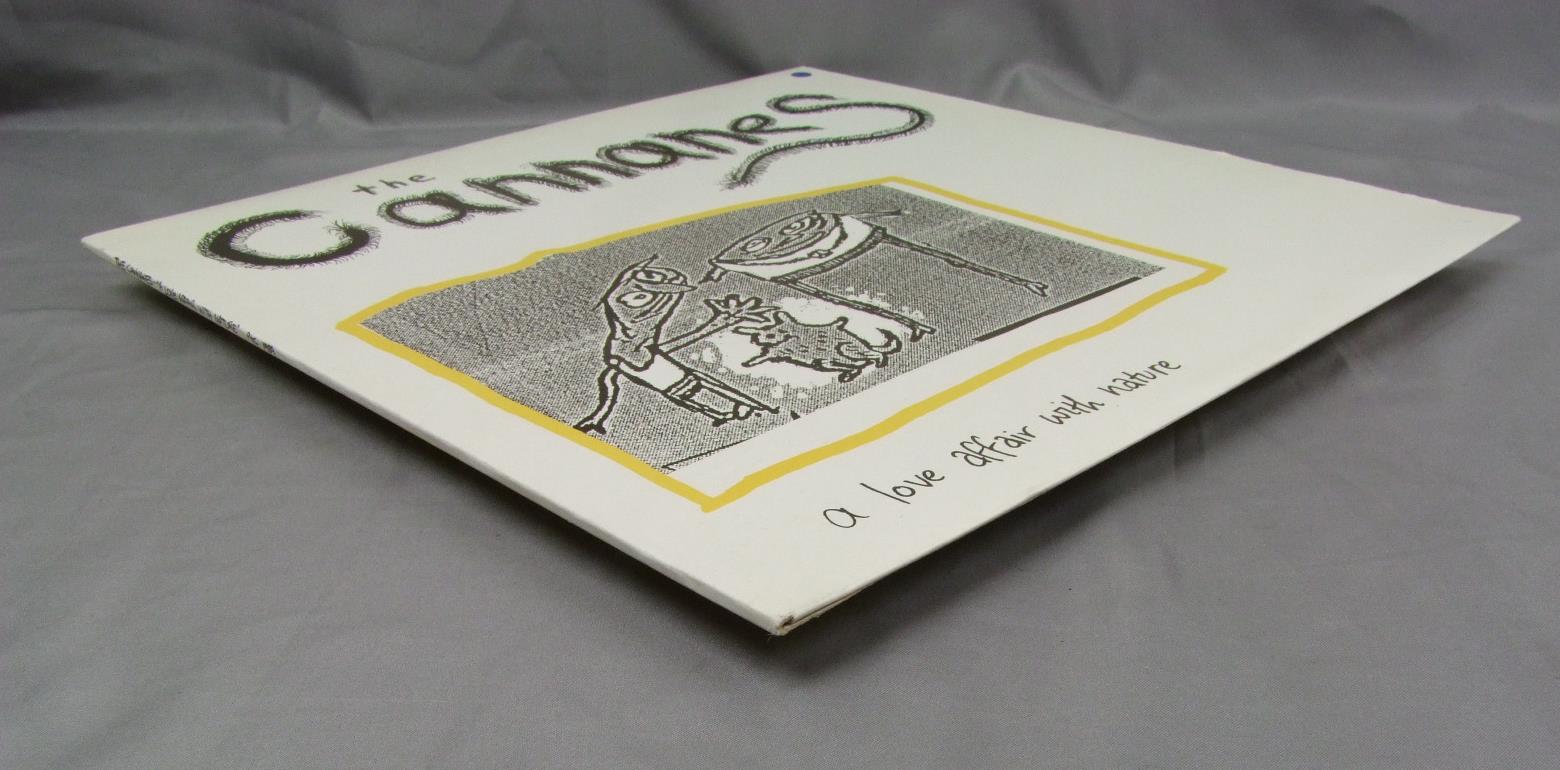 the
Cannanes
a love affair with nature